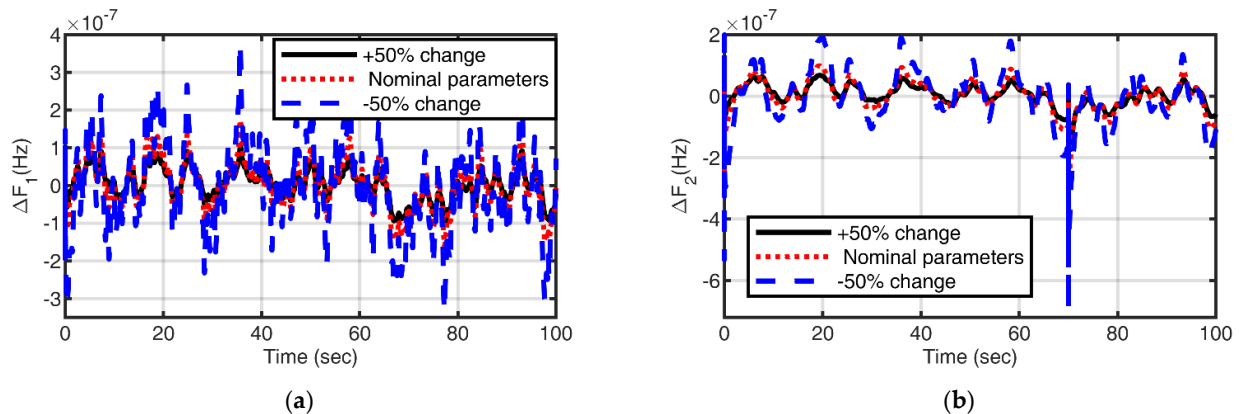 ×10⁻⁷
4
3
2
1
0
-1
-2
-3
ΔF₁(Hz)
+50% change
Nominal parameters
-50% change
0 20 40 60 80 100
Time (sec)
(a)
×10⁻⁷
2
0
-2
-4
-6
ΔF₂(Hz)
+50% change
Nominal parameters
-50% change
0 20 40 60 80 100
Time (sec)
(b)